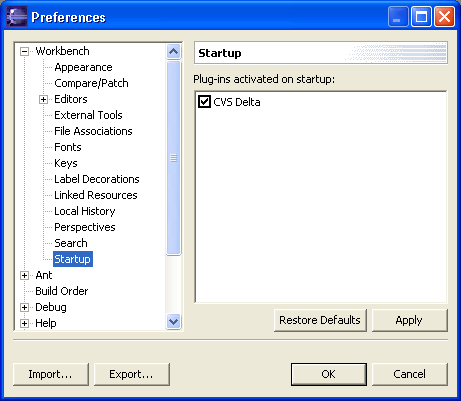 Preferences
Workbench
Appearance
Compare/Patch
Editors
External Tools
File Associations
Fonts
Keys
Label Decorations
Linked Resources
Local History
Perspectives
Search
Startup
Ant
Build Order
Debug
Help
Startup
Plug-ins activated on startup:
CVS Delta
Restore Defaults
Apply
Import...
Export...
OK
Cancel